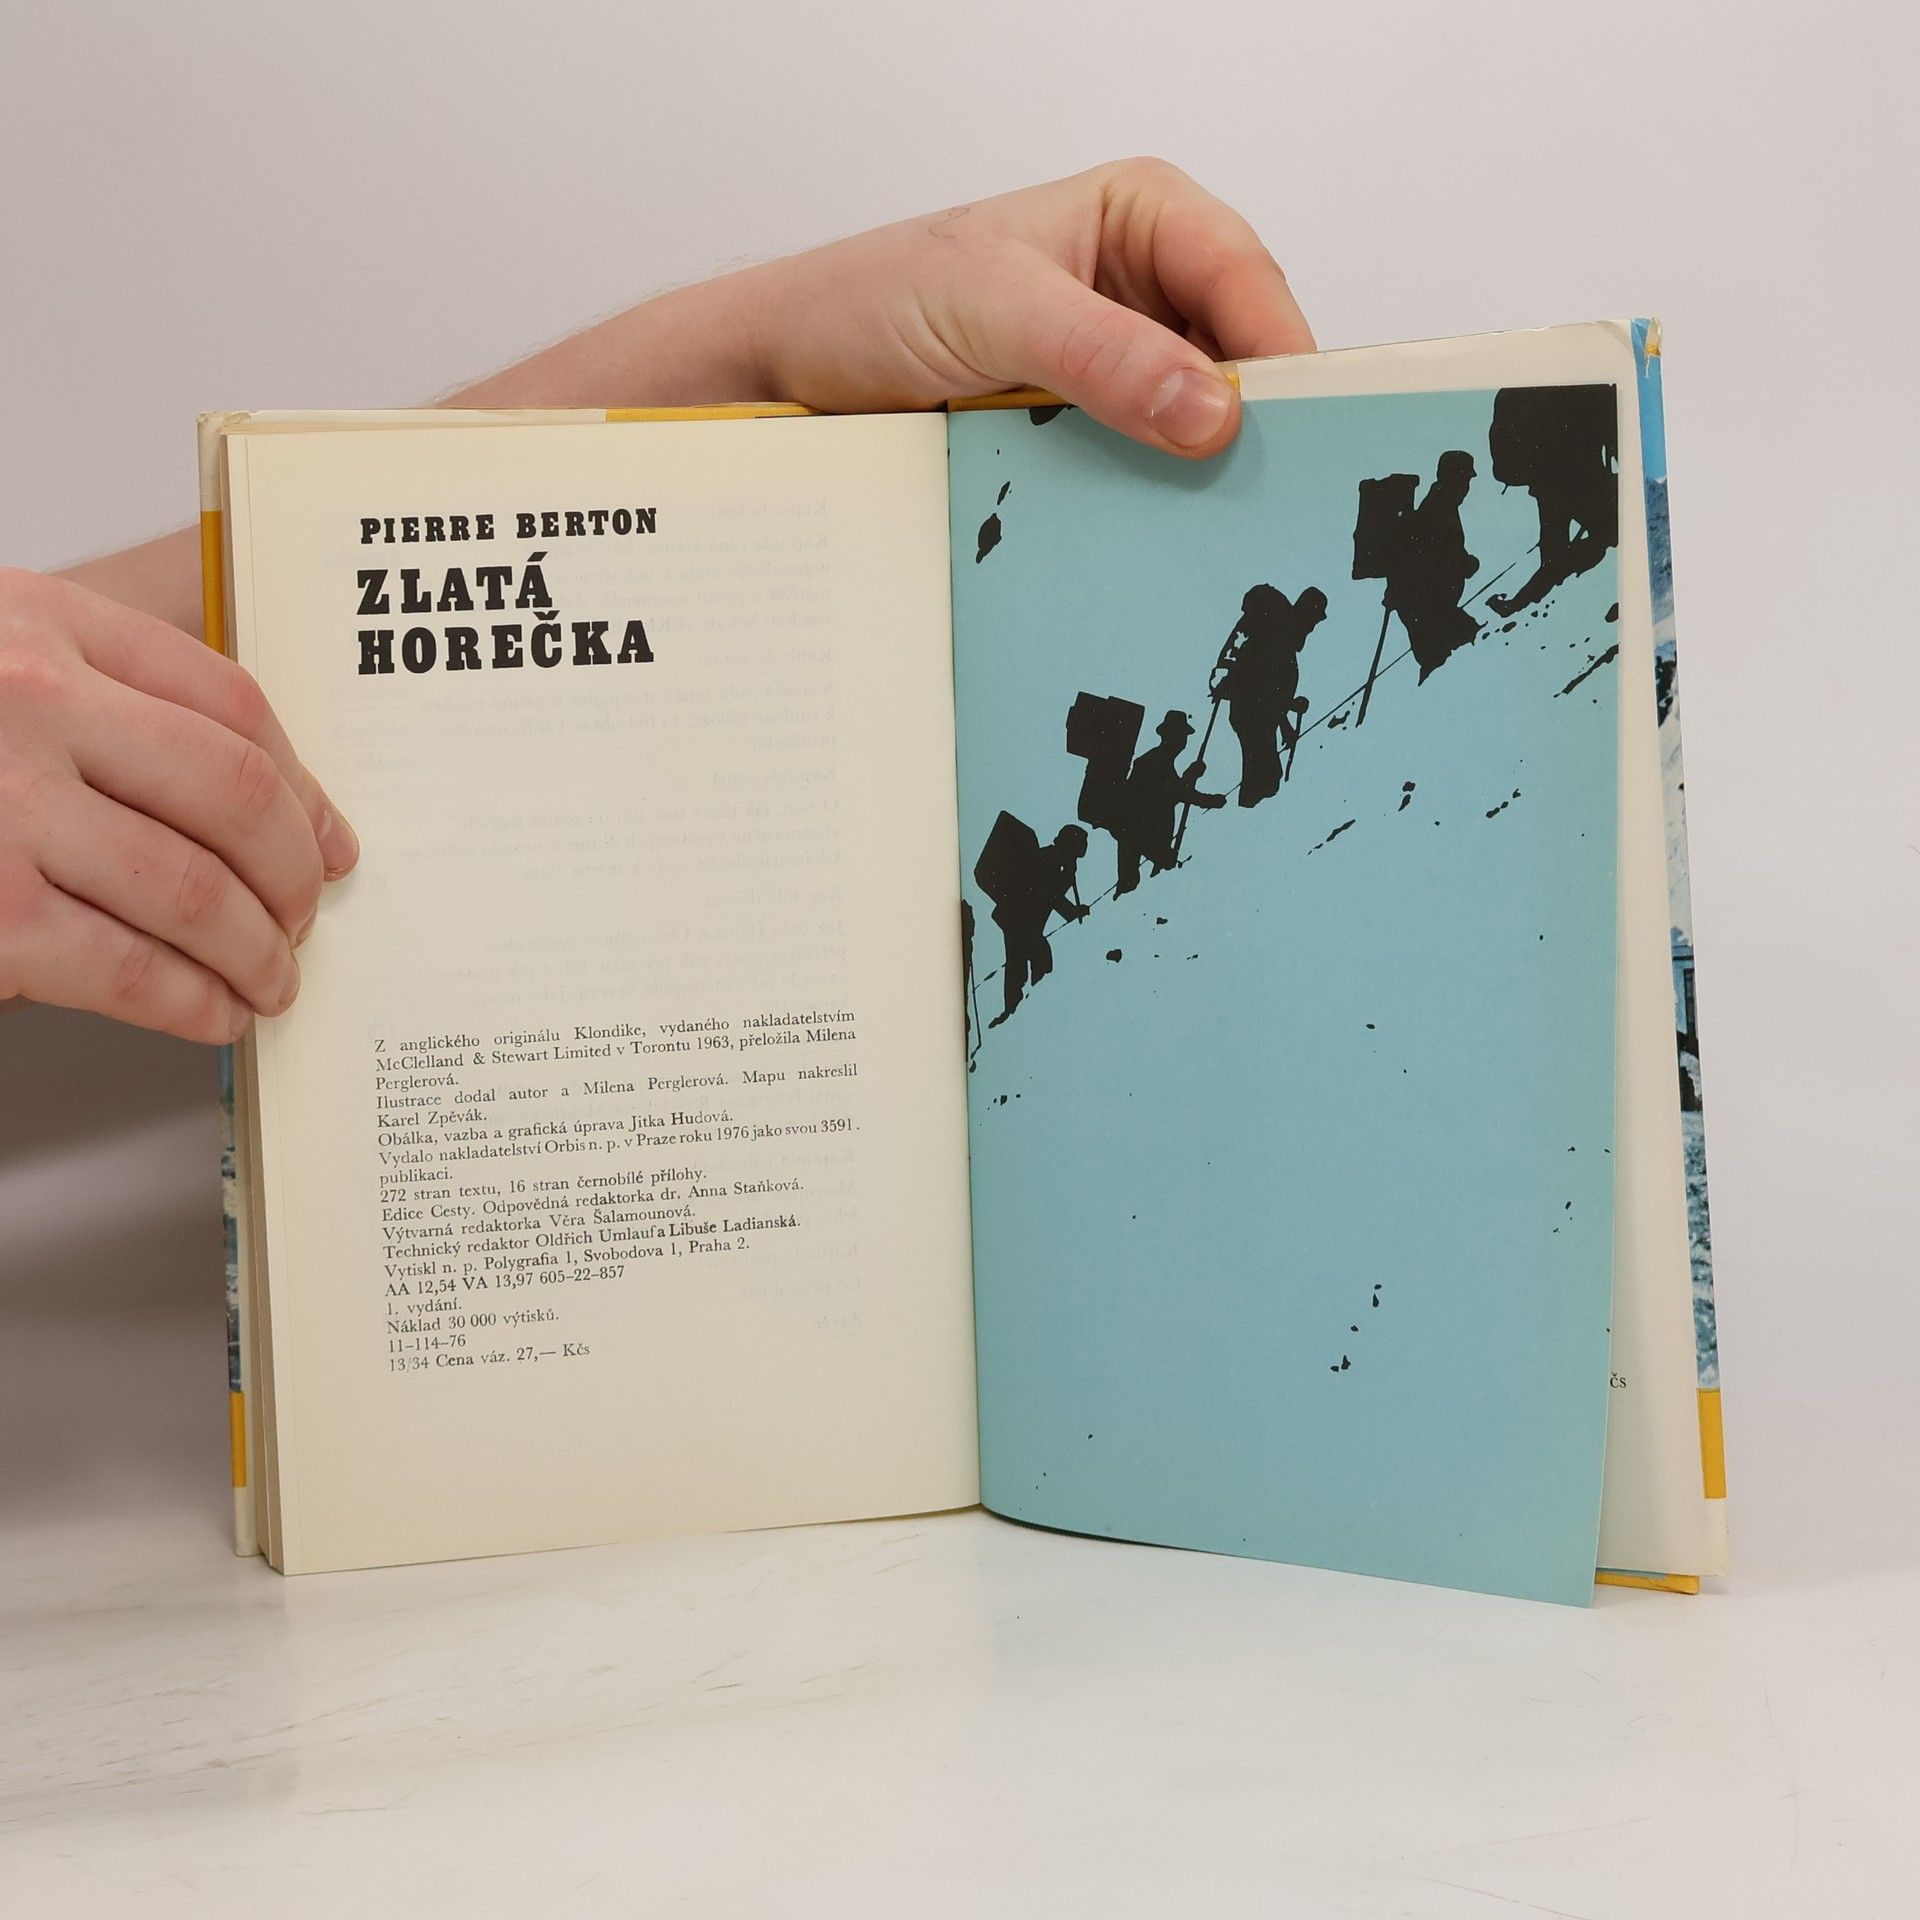 PIERRE BERTON
ZLATÁ
HOREČKA
Z anglického originálu Klondike, vydaného nakladatelstvím
McClelland & Stewart Limited v Torontu 1963, přeložila Milena
Perglerová.
Ilustrace dodal autor a Milena Perglerová. Mapu nakreslil
Karel Zpěvák.
Obálka, vazba a grafická úprava Jitka Hudová.
Vydalo nakladatelství Orbis n. p. v Praze roku 1976 jako svou 3591.
publikaci.
272 stran textu, 16 stran černobílé přílohy.
Edice Cesty. Odpovědná redaktorka dr. Anna Staňková.
Výtvarná redaktorka Věra Šalamounová.
Technický redaktor Oldřich Umlauf a Libuše Ladianská.
Vytiskl n. p. Polygrafia 1, Svobodova 1, Praha 2.
AA 12,54 VA 13,97 605–22–857
1. vydání.
Náklad 30 000 výtisků.
11–114–76
13/34 Cena váz. 27,— Kčs
čs